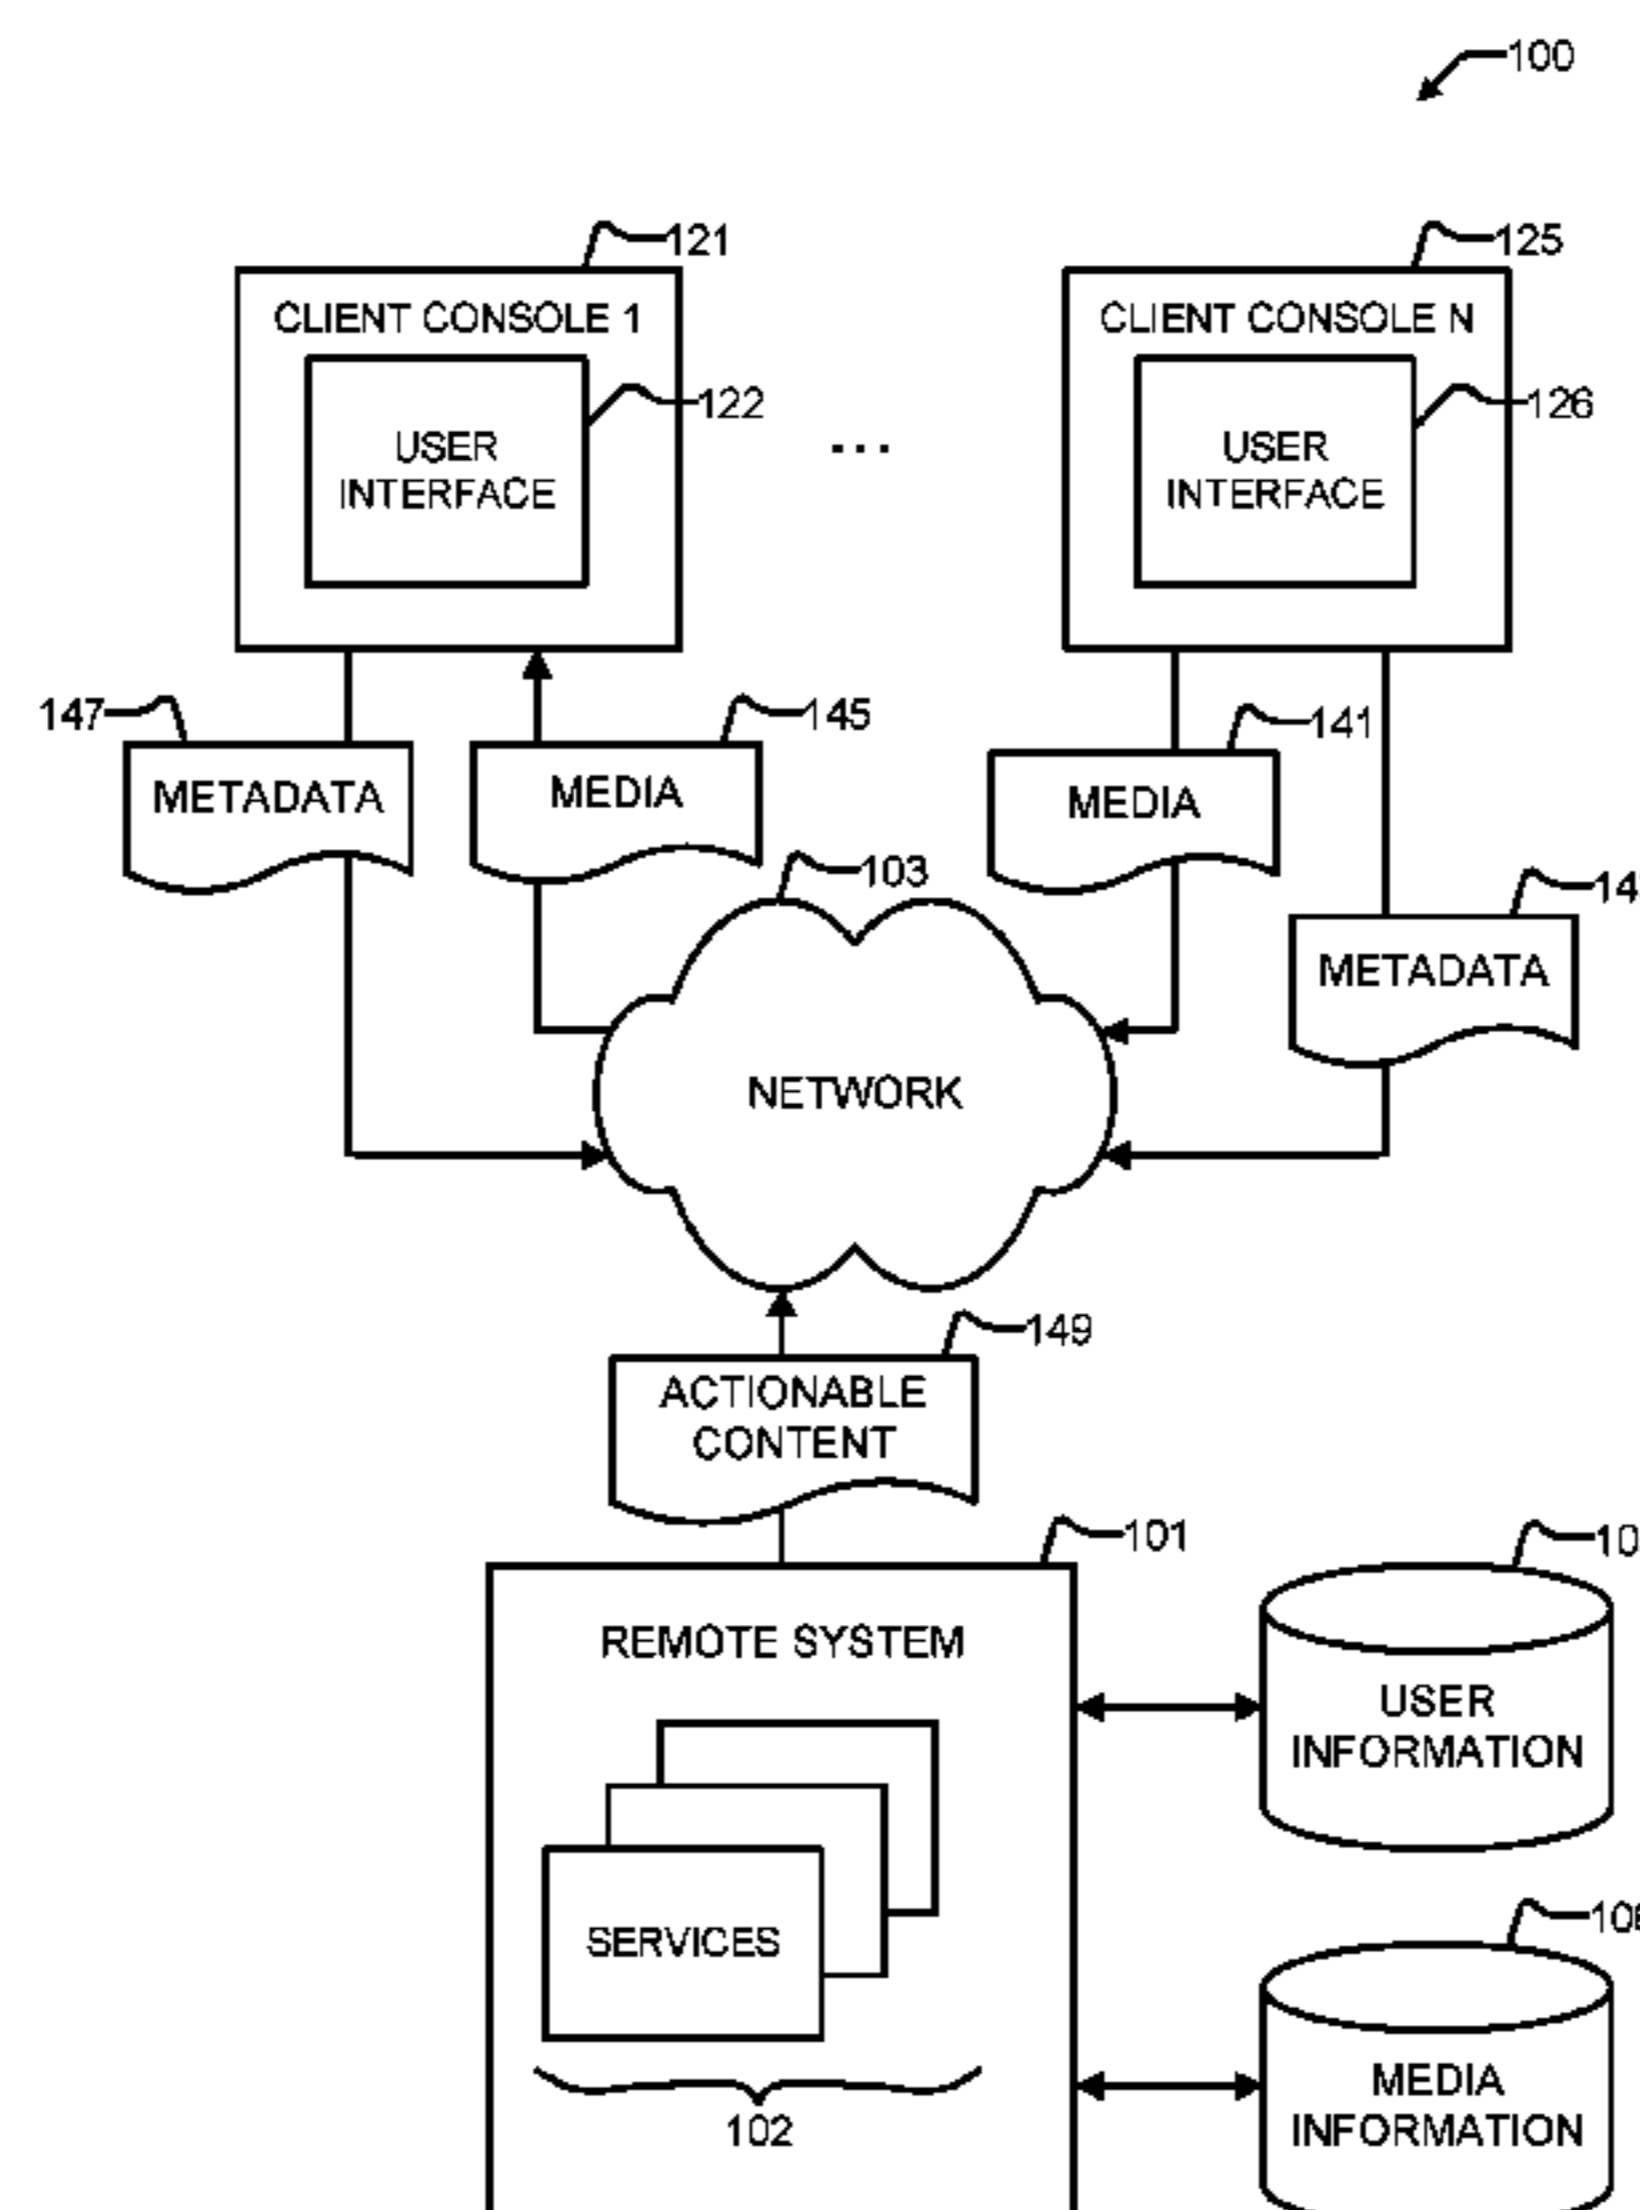 100
121
125
CLIENT CONSOLE 1
CLIENT CONSOLE N
122
126
USER
INTERFACE
...
USER
INTERFACE
147
145
141
METADATA
MEDIA
MEDIA
103
METADATA
NETWORK
149
ACTIONABLE
CONTENT
101
REMOTE SYSTEM
USER
INFORMATION
SERVICES
MEDIA
INFORMATION
102